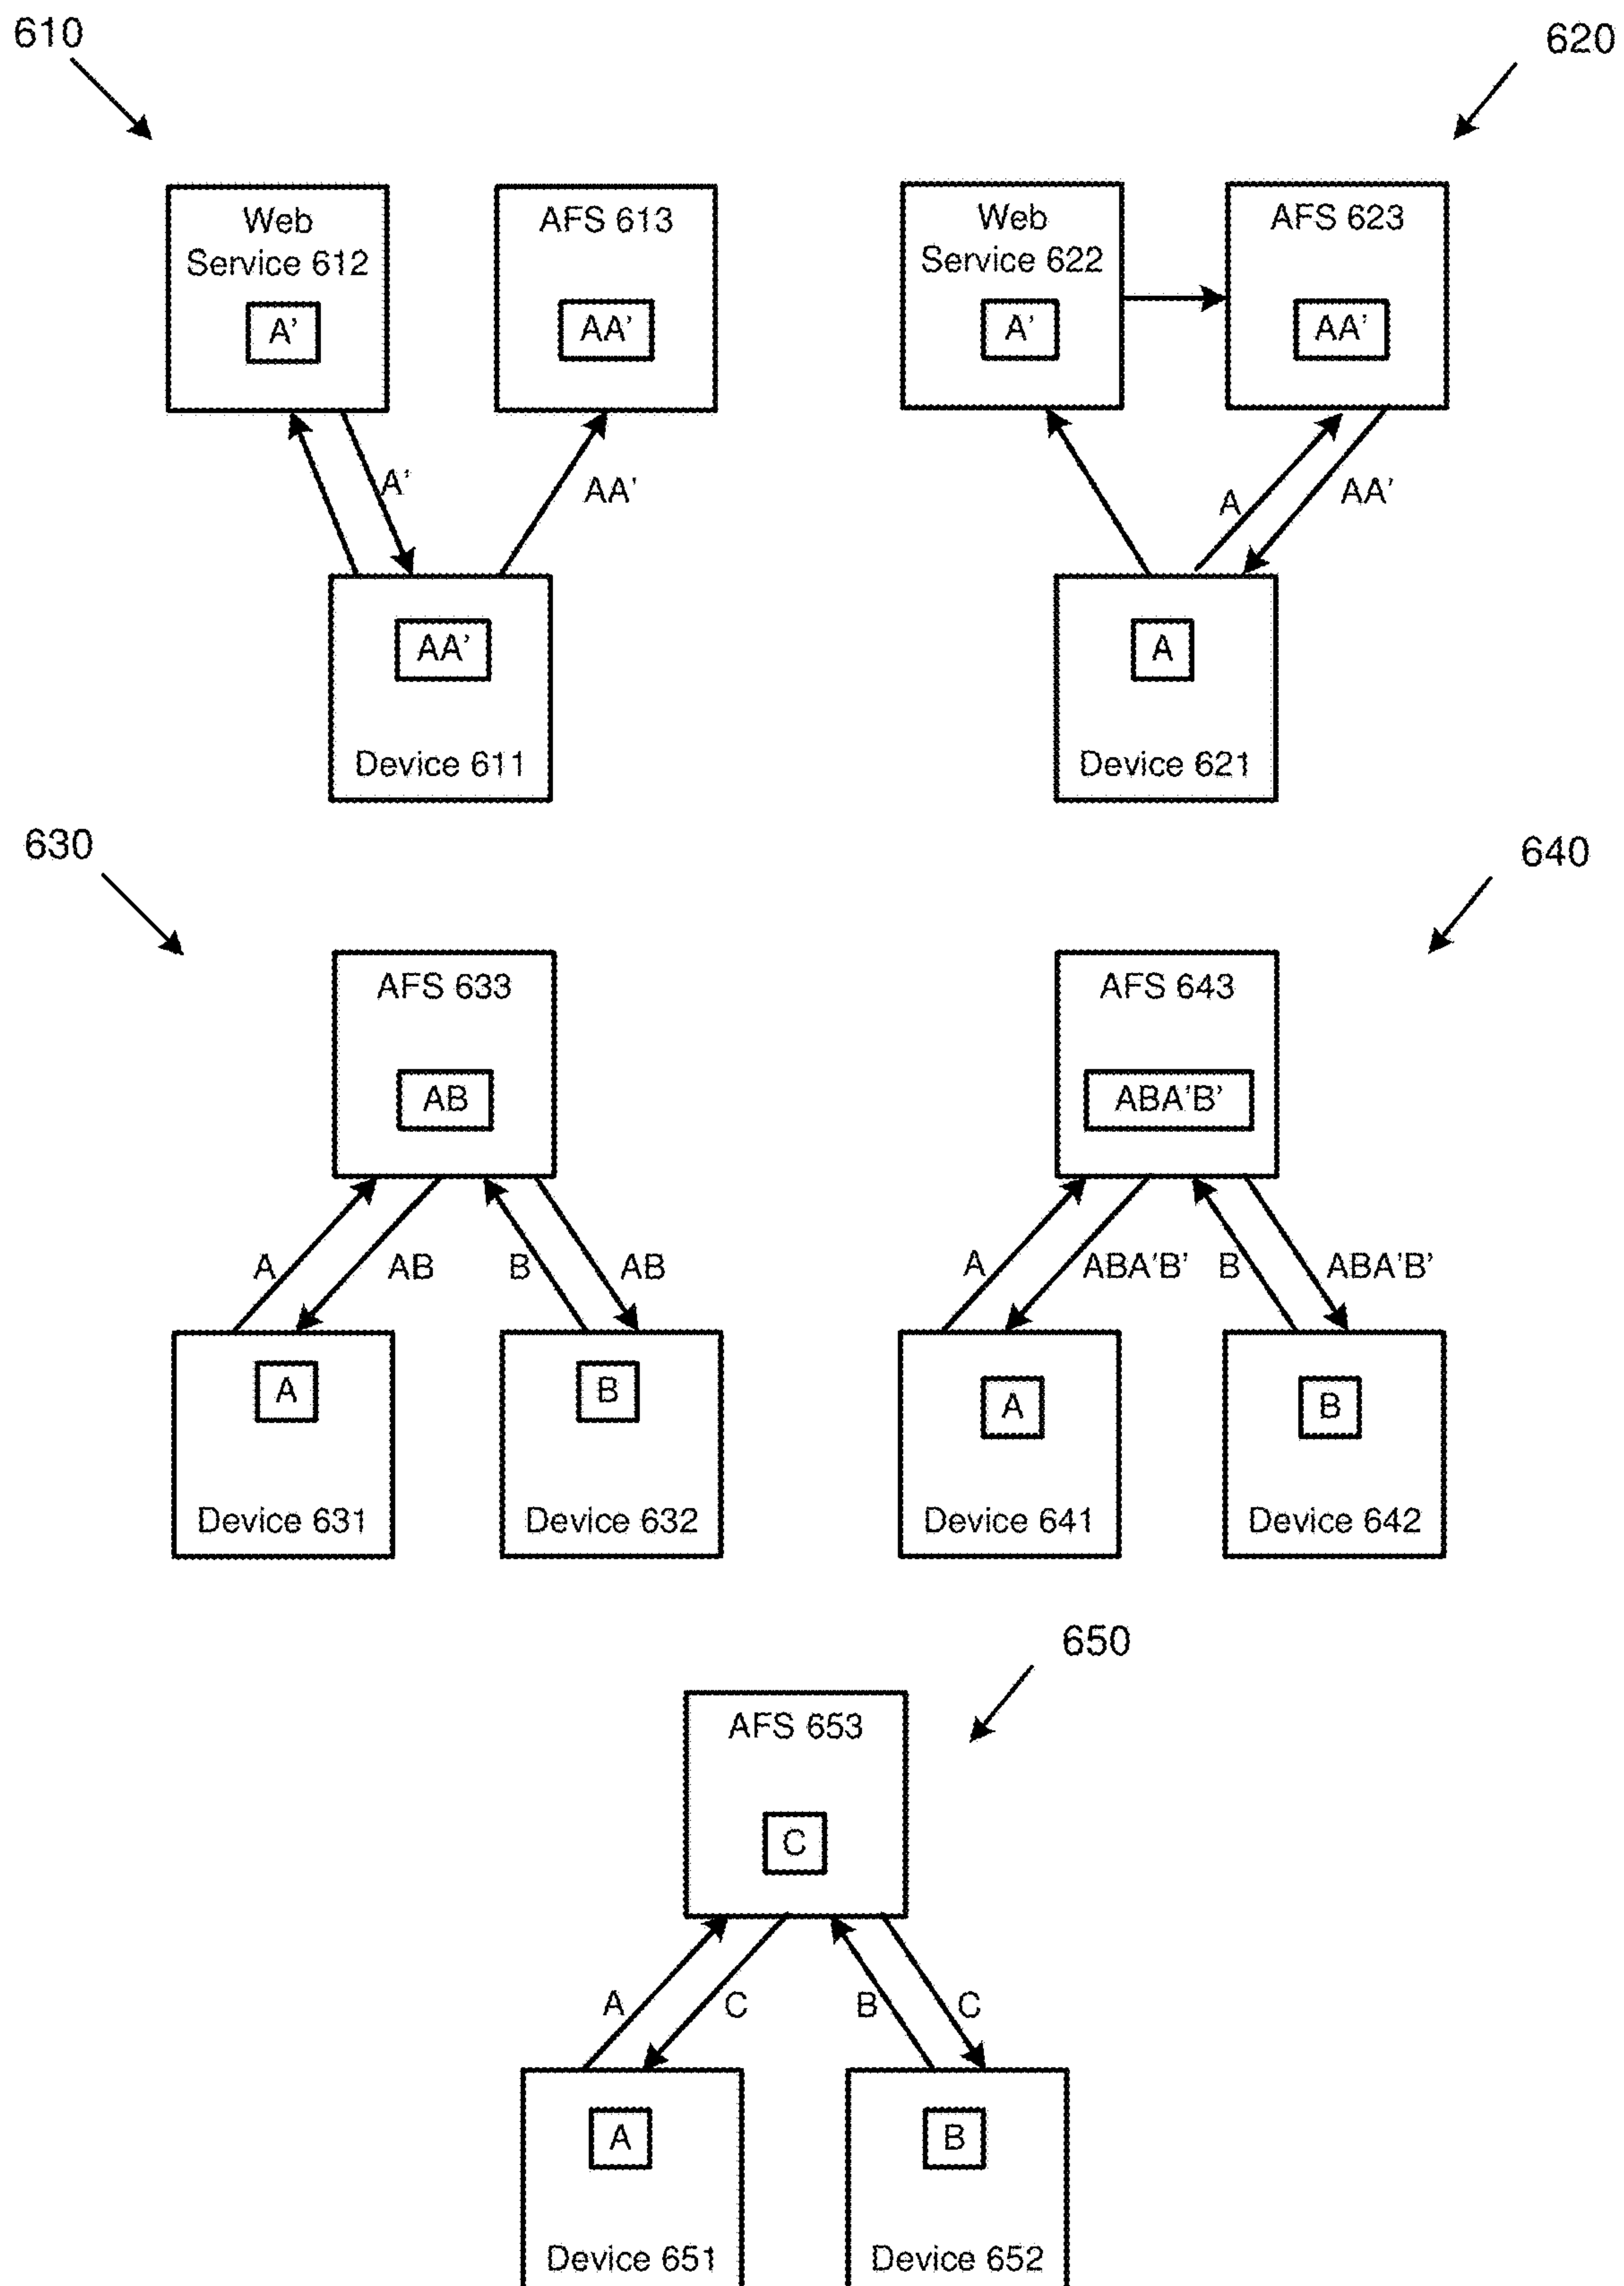 610
620
Web
Service 612
A'
AFS 613
AA'
Web
Service 622
A'
AFS 623
AA'
A'
AA'
A
AA'
AA'
Device 611
A
Device 621
630
640
AFS 633
AB
AFS 643
ABA'B'
A
AB
B
AB
A
ABA'B'
B
ABA'B'
A
Device 631
B
Device 632
A
Device 641
B
Device 642
650
AFS 653
C
A
C
B
C
A
Device 651
B
Device 652